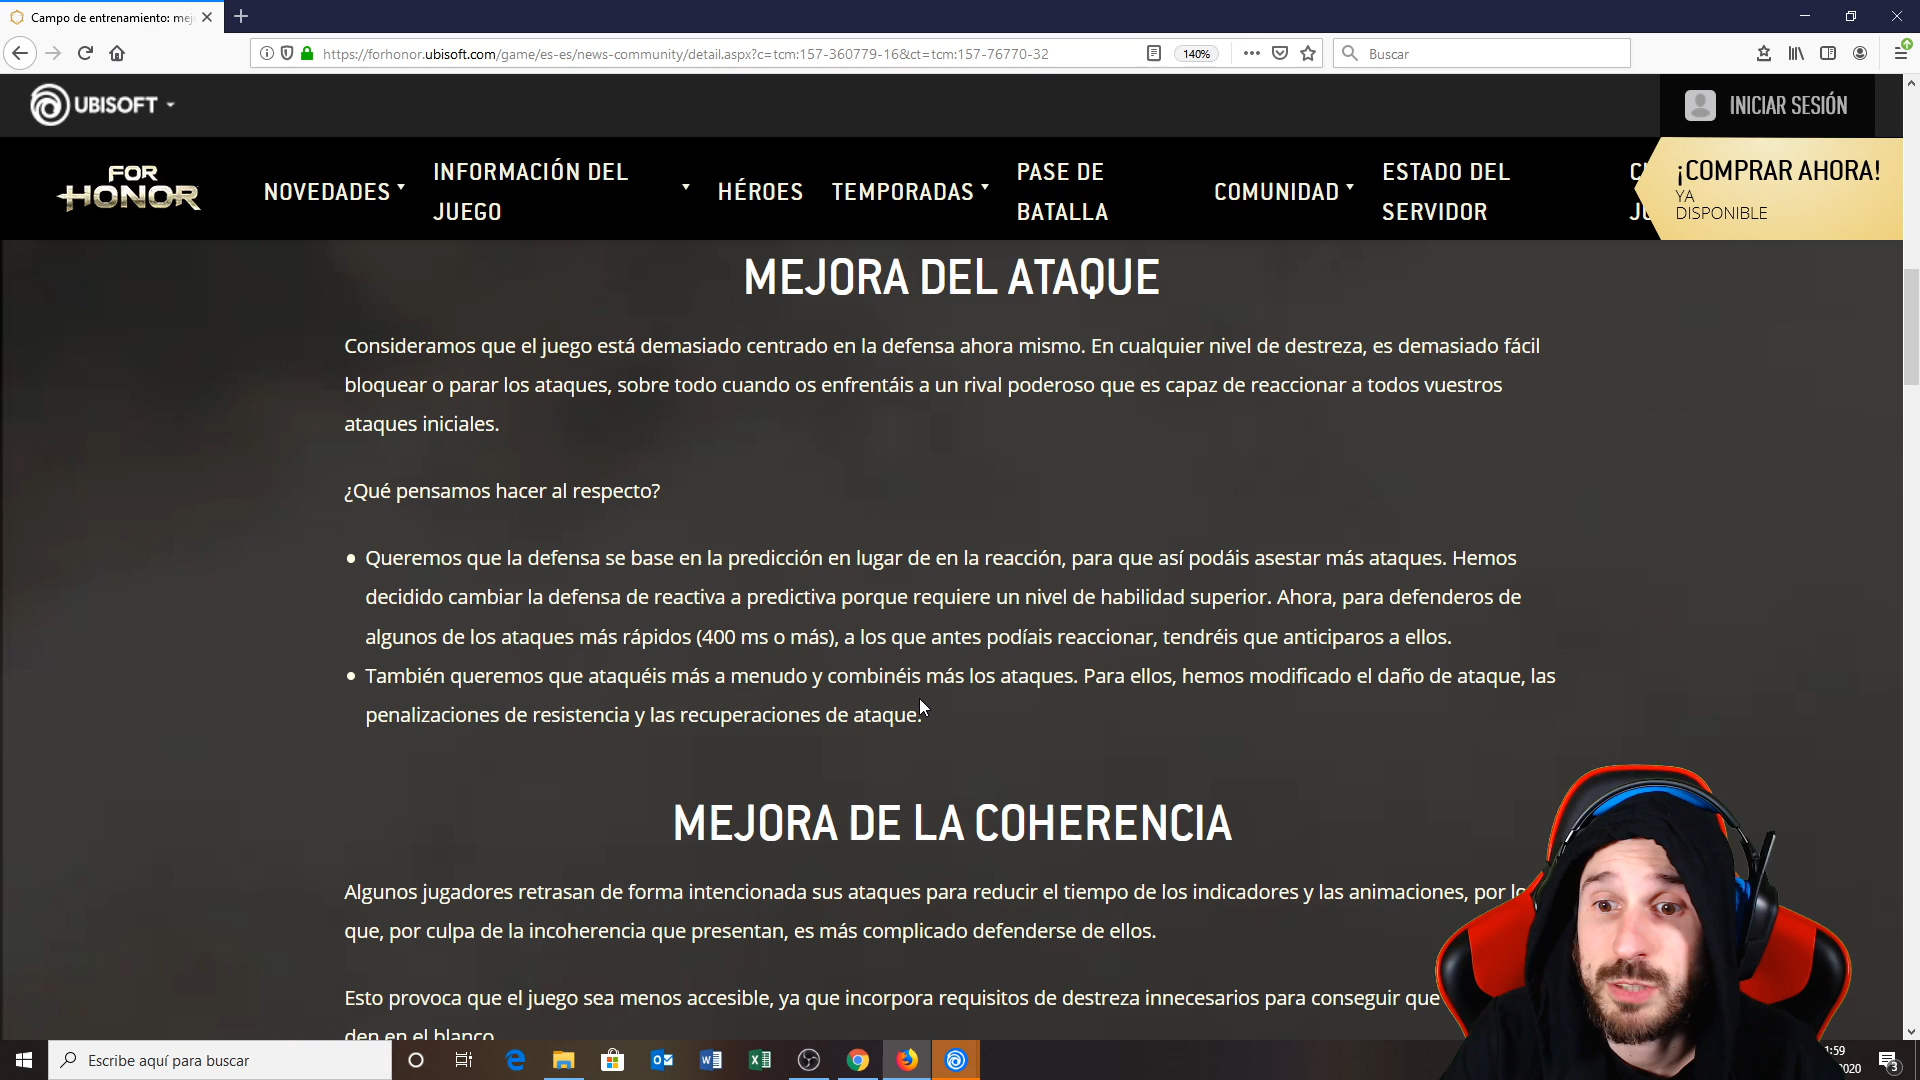 Campo de entrenamiento: mej
https://forhonor.ubisoft.com/game/es-es/news-community/detail.aspx?c=tcm:157-360779-16&ct=tcm:157-76770-32
140%
Buscar
UBISOFT
INICIAR SESIÓN
FOR HONOR
NOVEDADES
INFORMACIÓN DEL JUEGO
HÉROES
TEMPORADAS
PASE DE BATALLA
COMUNIDAD
ESTADO DEL SERVIDOR
¡COMPRAR AHORA!
YA
DISPONIBLE
MEJORA DEL ATAQUE
Consideramos que el juego está demasiado centrado en la defensa ahora mismo. En cualquier nivel de destreza, es demasiado fácil
bloquear o parar los ataques, sobre todo cuando os enfrentáis a un rival poderoso que es capaz de reaccionar a todos vuestros
ataques iniciales.
¿Qué pensamos hacer al respecto?
• Queremos que la defensa se base en la predicción en lugar de en la reacción, para que así podáis asestar más ataques. Hemos
decidido cambiar la defensa de reactiva a predictiva porque requiere un nivel de habilidad superior. Ahora, para defenderos de
algunos de los ataques más rápidos (400 ms o más), a los que antes podíais reaccionar, tendréis que anticiparos a ellos.
• También queremos que ataquéis más a menudo y combinéis más los ataques. Para ellos, hemos modificado el daño de ataque, las
penalizaciones de resistencia y las recuperaciones de ataque.
MEJORA DE LA COHERENCIA
Algunos jugadores retrasan de forma intencionada sus ataques para reducir el tiempo de los indicadores y las animaciones, por lo
que, por culpa de la incoherencia que presentan, es más complicado defenderse de ellos.
Esto provoca que el juego sea menos accesible, ya que incorpora requisitos de destreza innecesarios para conseguir que
den en el blanco.
Escribe aquí para buscar
:59
2020
3